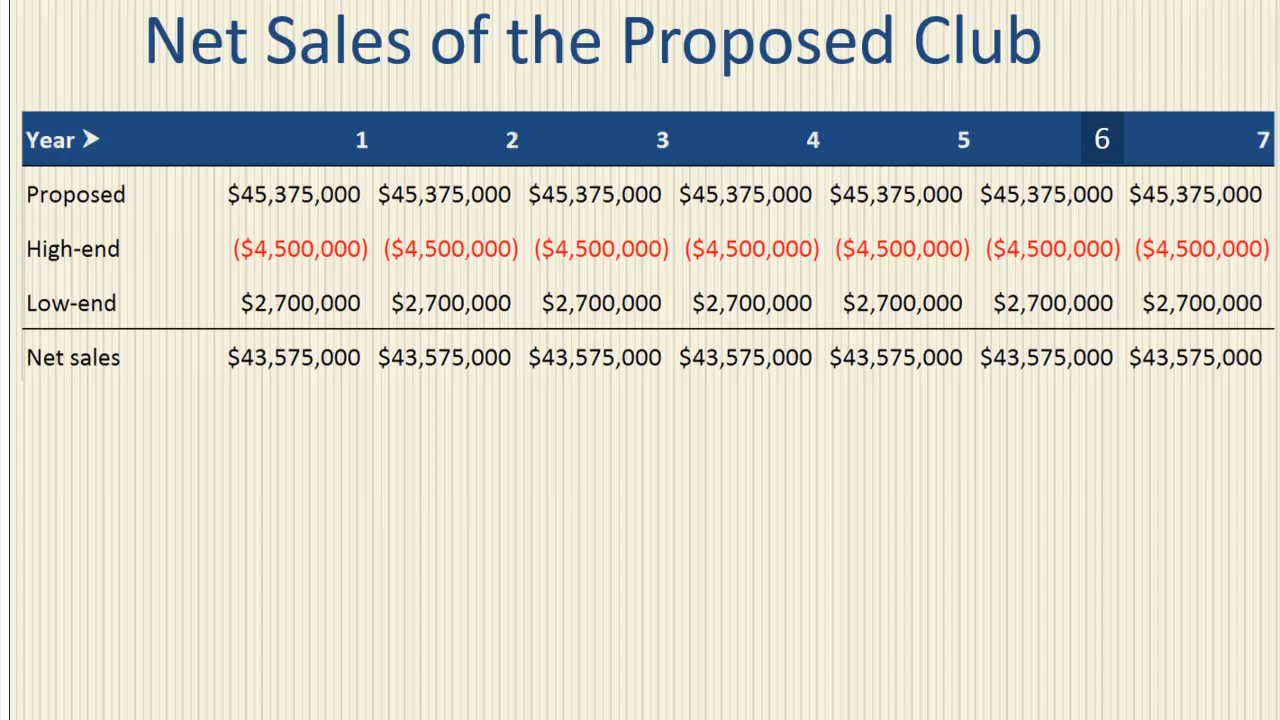 Net Sales of the Proposed Club
Year ➤ 1 2 3 4 5 6 7
Proposed $45,375,000 $45,375,000 $45,375,000 $45,375,000 $45,375,000 $45,375,000 $45,375,000
High-end ($4,500,000) ($4,500,000) ($4,500,000) ($4,500,000) ($4,500,000) ($4,500,000) ($4,500,000)
Low-end $2,700,000 $2,700,000 $2,700,000 $2,700,000 $2,700,000 $2,700,000 $2,700,000
Net sales $43,575,000 $43,575,000 $43,575,000 $43,575,000 $43,575,000 $43,575,000 $43,575,000